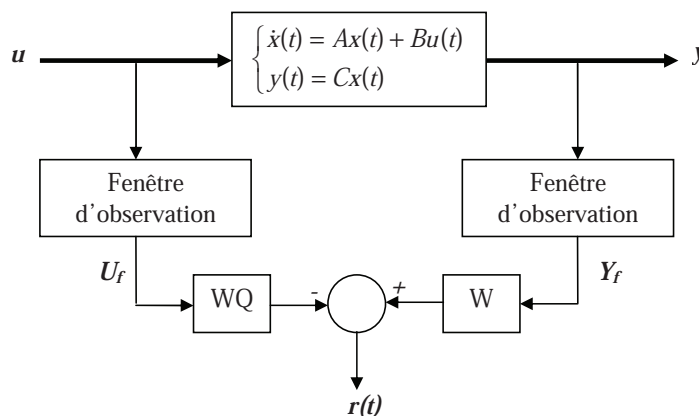 u
ẋ(t) = Ax(t) + Bu(t)
y(t) = Cx(t)
y
Fenêtre
d'observation
Fenêtre
d'observation
U_f
Y_f
WQ
-
+
W
r(t)